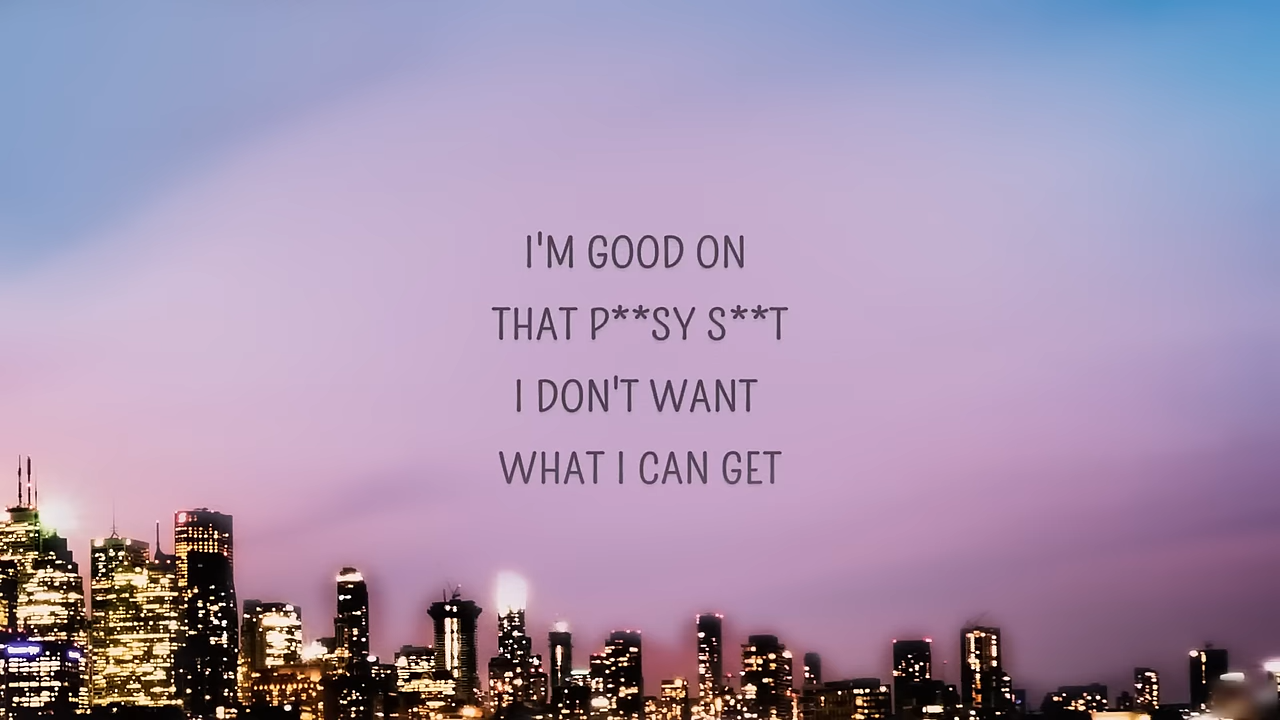 I'M GOOD ON
THAT P**SY S**T
I DON'T WANT
WHAT I CAN GET